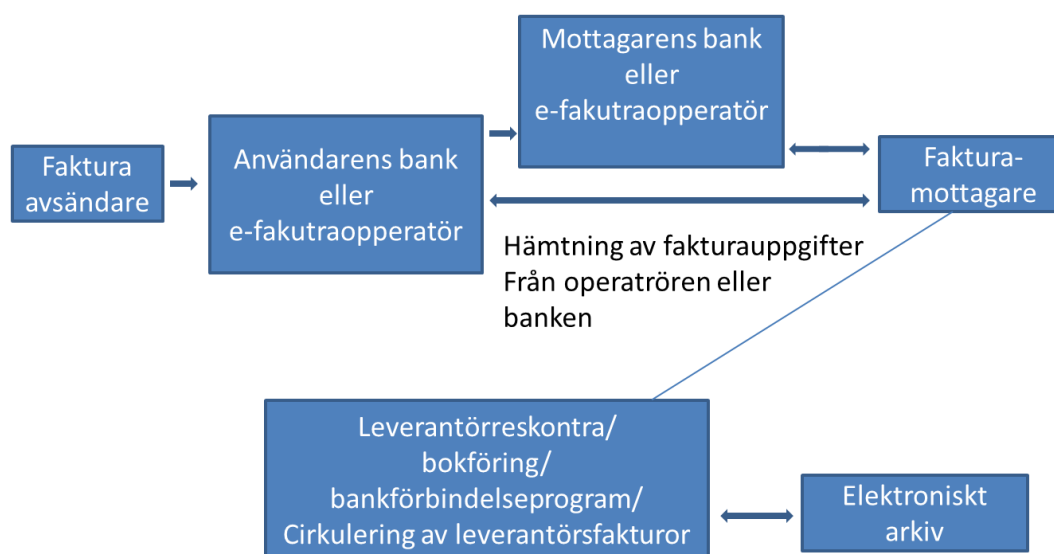 Faktura
avsändare
Användarens bank
eller
e-fakutraopperatör
Mottagarens bank
eller
e-fakutraopperatör
Faktura-
mottagare
Hämtning av fakturauppgifter
Från operatrören eller
banken
Leverantörreskontra/
bokföring/
bankförbindelseprogram/
Cirkulering av leverantörsfakturor
Elektroniskt
arkiv